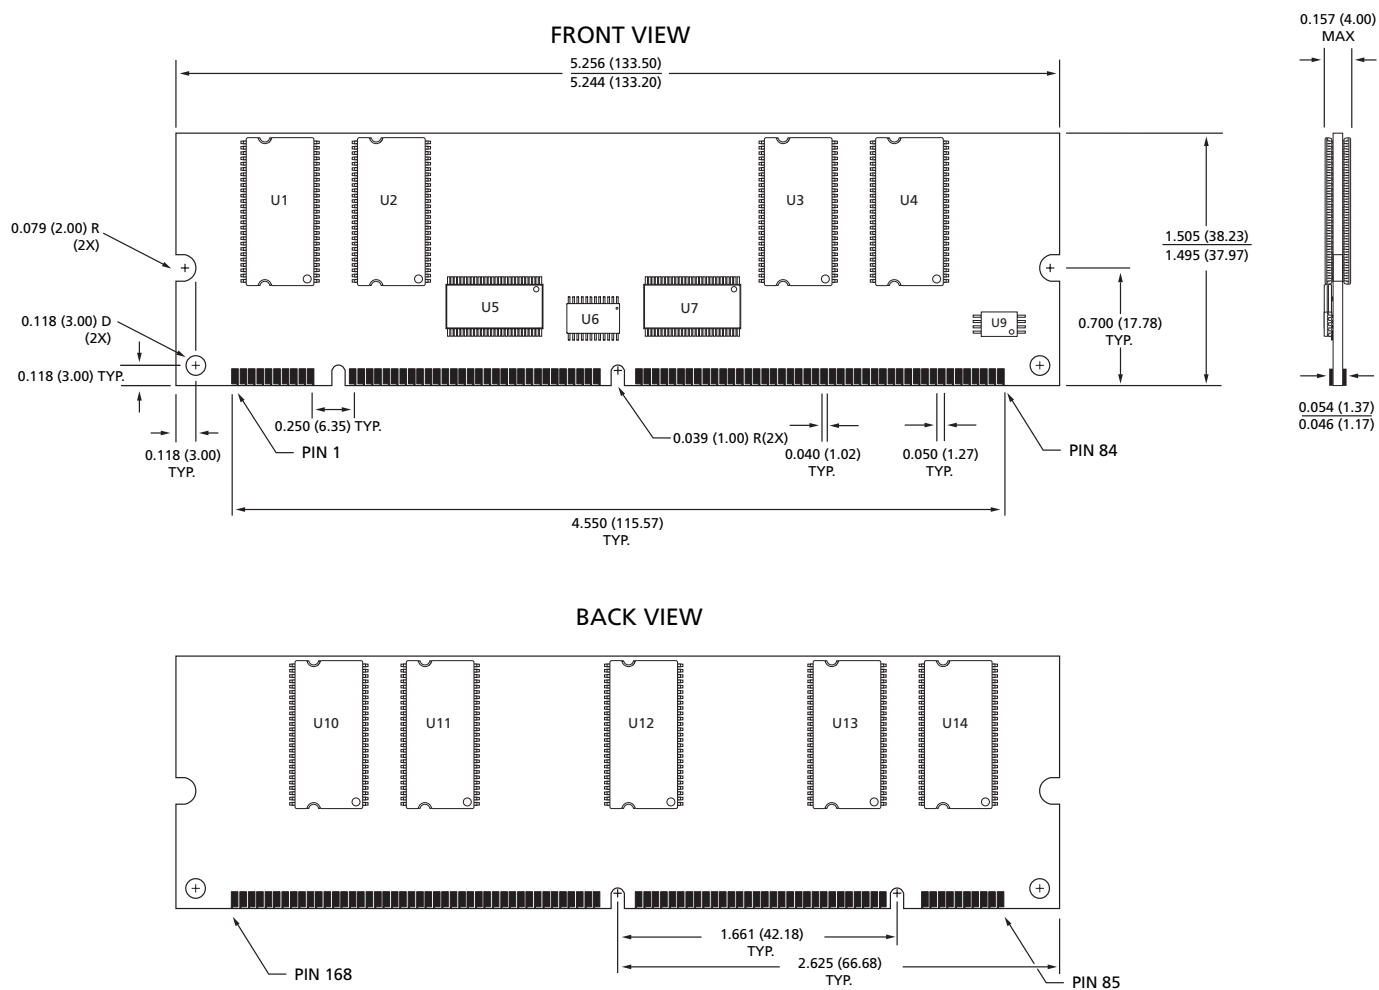 FRONT VIEW
0.157 (4.00)
MAX
5.256 (133.50)
5.244 (133.20)
U1
U2
U3
U4
0.079 (2.00) R
(2X)
1.505 (38.23)
1.495 (37.97)
U5
U6
U7
U9
0.118 (3.00) D
(2X)
0.700 (17.78)
TYP.
0.118 (3.00) TYP.
0.054 (1.37)
0.046 (1.17)
0.250 (6.35) TYP.
0.039 (1.00) R(2X)
PIN 1
PIN 84
0.118 (3.00)
TYP.
0.040 (1.02)
TYP.
0.050 (1.27)
TYP.
4.550 (115.57)
TYP.
BACK VIEW
U10
U11
U12
U13
U14
1.661 (42.18)
TYP.
2.625 (66.68)
TYP.
PIN 168
PIN 85